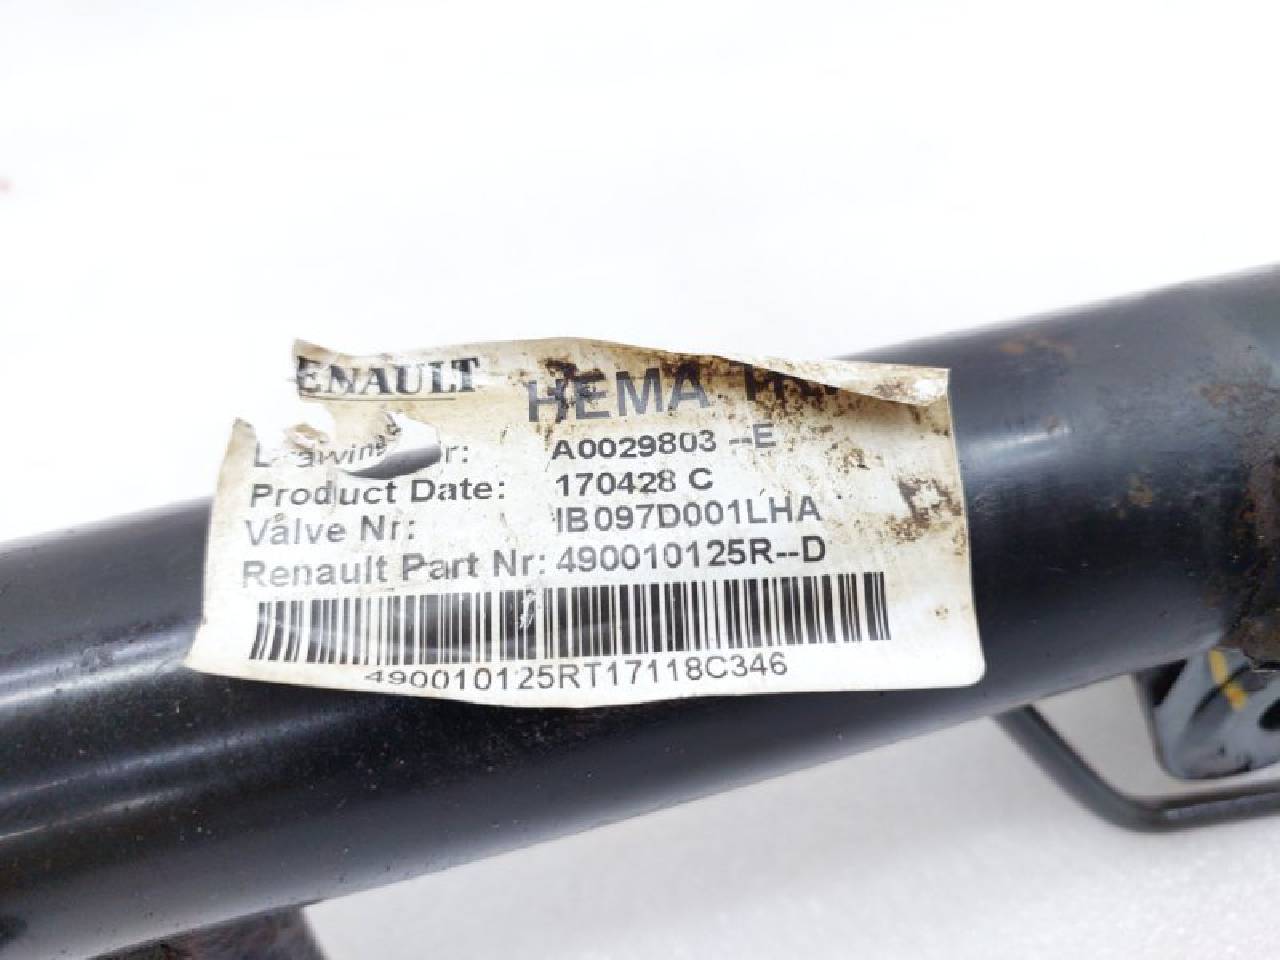 ENAULT HEMA
A0029803 --E
Product Date: 170428 C
Valve Nr: IB097D001LHA
Renault Part Nr: 490010125R--D
490010125RT17118C346